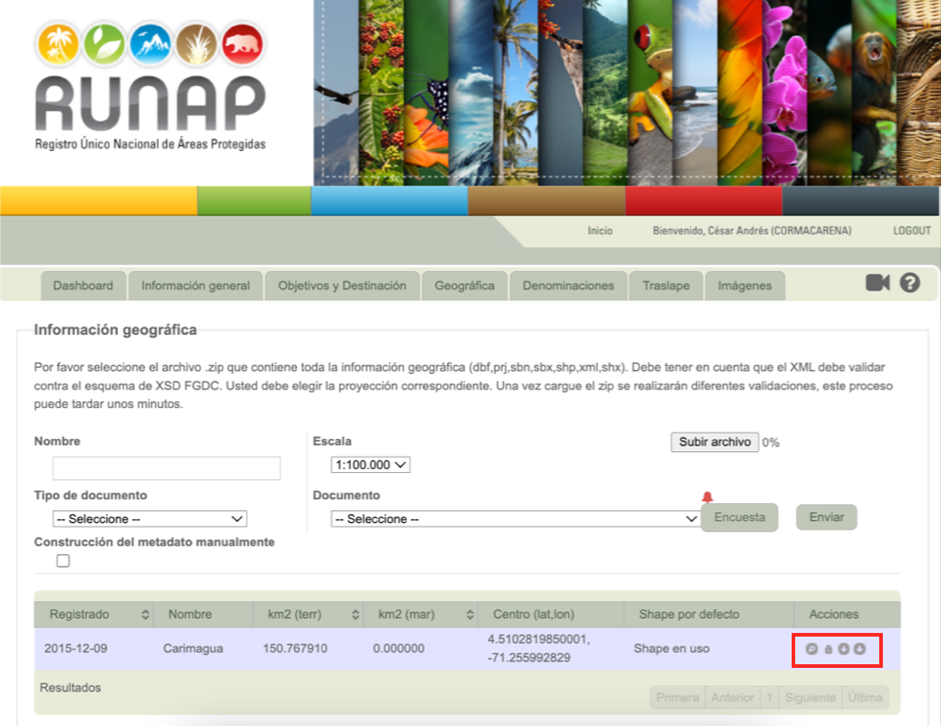 RUNAP
Registro Único Nacional de Áreas Protegidas
Inicio
Bienvenido, César Andrés (CORMACARENA)
LOGOUT
Dashboard
Información general
Objetivos y Destinación
Geográfica
Denominaciones
Traslape
Imágenes
Información geográfica
Por favor seleccione el archivo .zip que contiene toda la información geográfica (dbf,prj,sbn,sbx,shp,xml,shx). Debe tener en cuenta que el XML debe validar
contra el esquema de XSD FGDC. Usted debe elegir la proyección correspondiente. Una vez cargue el zip se realizarán diferentes validaciones, este proceso
puede tardar unos minutos.
Nombre
Escala
Subir archivo 0%
1:100.000
Tipo de documento
Documento
-- Seleccione --
-- Seleccione --
Encuesta
Enviar
Construcción del metadato manualmente
Registrado
Nombre
km2 (terr)
km2 (mar)
Centro (lat,lon)
Shape por defecto
Acciones
2015-12-09
Carimagua
150.767910
0.000000
4.5102819850001,
-71.255992829
Shape en uso
Resultados
Primera
Anterior
1
Siguiente
Última